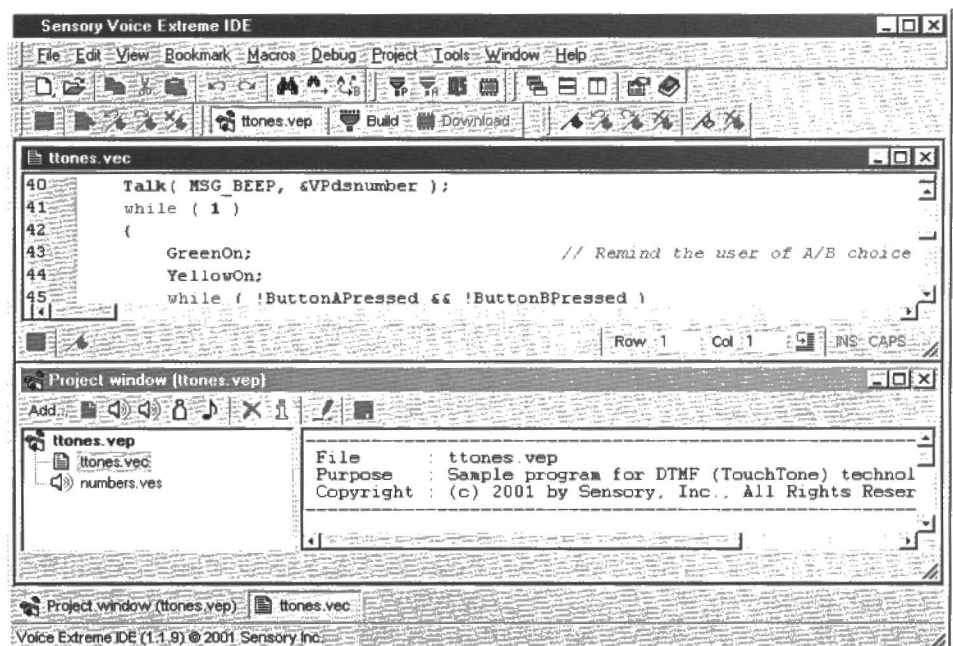 Sensory Voice Extreme IDE
File Edit View Bookmark Macros Debug Project Tools Window Help
ttones.vep Build Download
ttones.vec
40 Talk( MSG_BEEP, &VPdsnumber );
41 while ( 1 )
42 {
43 GreenOn; // Remind the user of A/B choice
44 YellowOn;
45 while ( !ButtonAPressed && !ButtonBPressed )
Row 1 Col 1 INS CAPS
Project window (ttones.vep)
Add...
ttones.vep
ttones.vec
numbers.ves
File : ttones.vep
Purpose : Sample program for DTMF (TouchTone) technol
Copyright : (c) 2001 by Sensory, Inc., All Rights Reser
Project window (ttones.vep) ttones.vec
Voice Extreme IDE (1.1.9) © 2001 Sensory Inc.